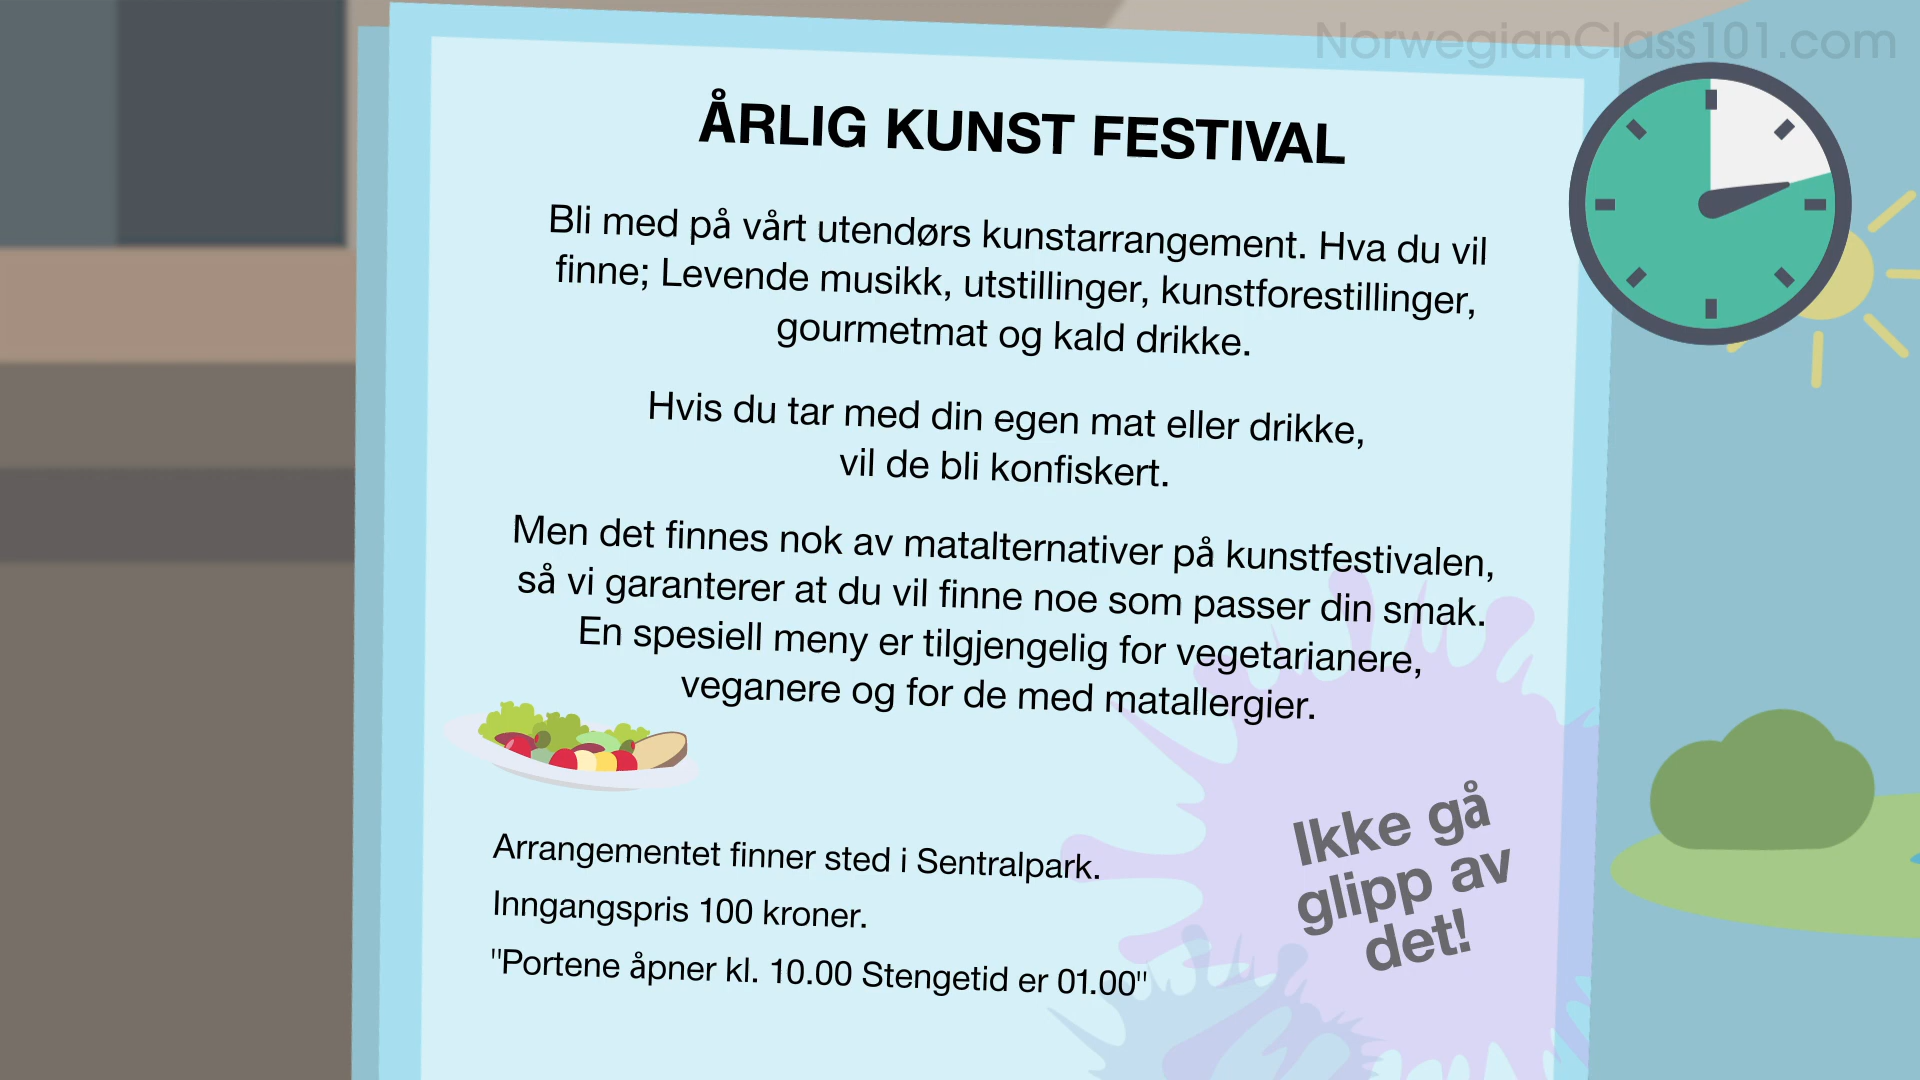 NorwegianClass101.com
ÅRLIG KUNST FESTIVAL
Bli med på vårt utendørs kunstarrangement. Hva du vil
finne; Levende musikk, utstillinger, kunstforestillinger,
gourmetmat og kald drikke.
Hvis du tar med din egen mat eller drikke,
vil de bli konfiskert.
Men det finnes nok av matalternativer på kunstfestivalen,
så vi garanterer at du vil finne noe som passer din smak.
En spesiell meny er tilgjengelig for vegetarianere,
veganere og for de med matallergier.
Arrangementet finner sted i Sentralpark.
Inngangspris 100 kroner.
"Portene åpner kl. 10.00 Stengetid er 01.00"
Ikke gå
glipp av
det!